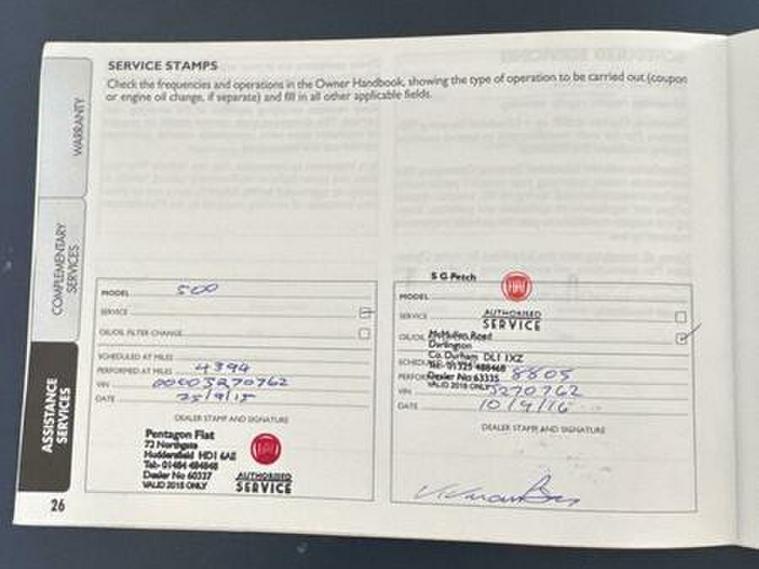 SERVICE STAMPS
Check the frequencies and operations in the Owner Handbook, showing the type of operation to be carried out (coupon
or engine oil change, if separate) and fill in all other applicable fields.
WARRANTY
COMPLEMENTARY
SERVICES
ASSISTANCE
SERVICES
MODEL 500
SERVICE
OIL/OIL FILTER CHANGE
SCHEDULED AT MILES
PERFORMED AT MILES 4394
VIN 00003270762
DATE 25/9/15
DEALER STAMP AND SIGNATURE
Pentagon Fiat
72 Northgate
Huddersfield HD1 6AE
Tel:- 01484 484848
Dealer No 60337
VALID 2015 ONLY
FIAT
AUTHORISED
SERVICE
S G Petch
FIAT
MODEL
AUTHORISED
SERVICE
SERVICE
OIL/OIL
McMullen Road
Darlington
Co. Durham DL1 1XZ
Tel:- 01325 488468
Dealer No 63335
VALID 2015 ONLY
8805
VIN 3270762
DATE 10/9/16
DEALER STAMP AND SIGNATURE
26